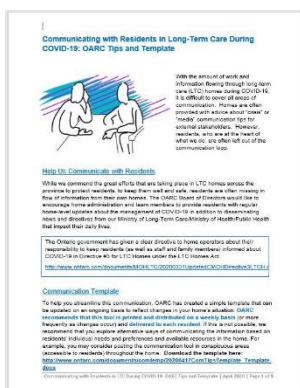 Communicating with Residents in Long-Term Care During
COVID-19: OARC Tips and Template
With the amount of work and
information flowing through long-term
care (LTC) homes during COVID-19,
it is difficult to cover all areas of
communication. Homes are often
provided with advice about "crisis" or
"media" communication tips for
external stakeholders. However,
residents, who are at the heart of
what we do, are often left out of the
communication loop.
Help Us Communicate with Residents
While we commend the great efforts that are taking place in LTC homes across the
province to protect residents, to keep them well and safe, residents are often missing in
flow of information from their own homes. The OARC Board of Directors would like to
encourage home administration and team members to provide residents with regular
home-level updates about the management of COVID-19 in addition to disseminating
news and directives from our Ministry of Long-Term Care/Ministry of Health/Public Health
that impact their daily lives.
The Ontario government has given a clear directive to home operators about their
responsibility to keep residents (as well as staff and family members) informed about
COVID-19 in Directive #3 for LTC Homes under the LTC Homes Act
Communication Template
To help you streamline this communication, OARC has created a simple template that can
be updated on an ongoing basis to reflect changes in your home's situation. OARC
recommends that this tool is printed and distributed on a weekly basis (or more
frequently as changes occur) and delivered to each resident. If this is not possible, we
recommend that you explore alternative ways of communicating the information based on
residents' individual needs and preferences and available resources in the home. For
example, you may consider posting the communication tool in conspicuous areas
(accessible to residents) throughout the home. Download the template here:
Communicating with Residents in LTC During COVID-19: OARC Tips and Template | April 2020 | Page 1 of